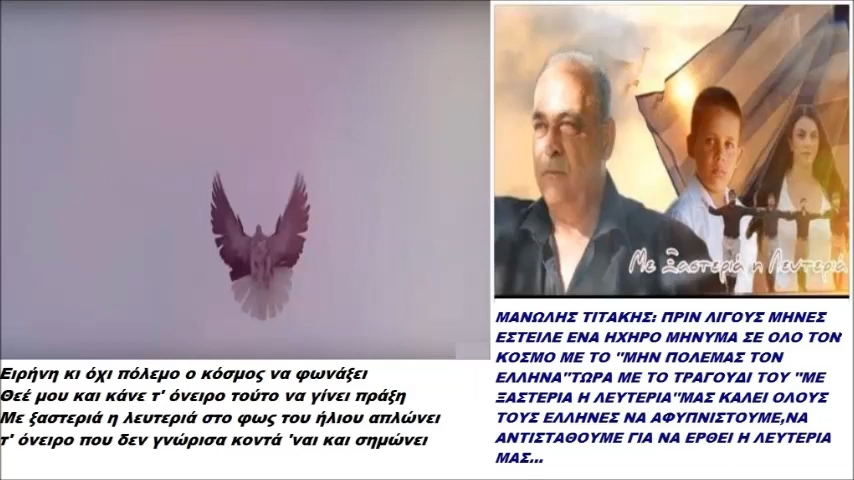 Με Ξαστεριά η Λευτεριά
ΜΑΝΩΛΗΣ ΤΙΤΑΚΗΣ: ΠΡΙΝ ΛΙΓΟΥΣ ΜΗΝΕΣ
ΕΣΤΕΙΛΕ ΕΝΑ ΗΧΗΡΟ ΜΗΝΥΜΑ ΣΕ ΟΛΟ ΤΟΝ
ΚΟΣΜΟ ΜΕ ΤΟ "ΜΗΝ ΠΟΛΕΜΑΣ ΤΟΝ
ΕΛΛΗΝΑ"ΤΩΡΑ ΜΕ ΤΟ ΤΡΑΓΟΥΔΙ ΤΟΥ "ΜΕ
ΞΑΣΤΕΡΙΑ Η ΛΕΥΤΕΡΙΑ"ΜΑΣ ΚΑΛΕΙ ΟΛΟΥΣ
ΤΟΥΣ ΕΛΛΗΝΕΣ ΝΑ ΑΦΥΠΝΙΣΤΟΥΜΕ,ΝΑ
ΑΝΤΙΣΤΑΘΟΥΜΕ ΓΙΑ ΝΑ ΕΡΘΕΙ Η ΛΕΥΤΕΡΙΑ
ΜΑΣ...
Ειρήνη κι όχι πόλεμο ο κόσμος να φωνάξει
Θεέ μου και κάνε τ' όνειρο τούτο να γίνει πράξη
Με ξαστεριά η λευτεριά στο φως του ήλιου απλώνει
τ' όνειρο που δεν γνώρισα κοντά 'ναι και σημώνει